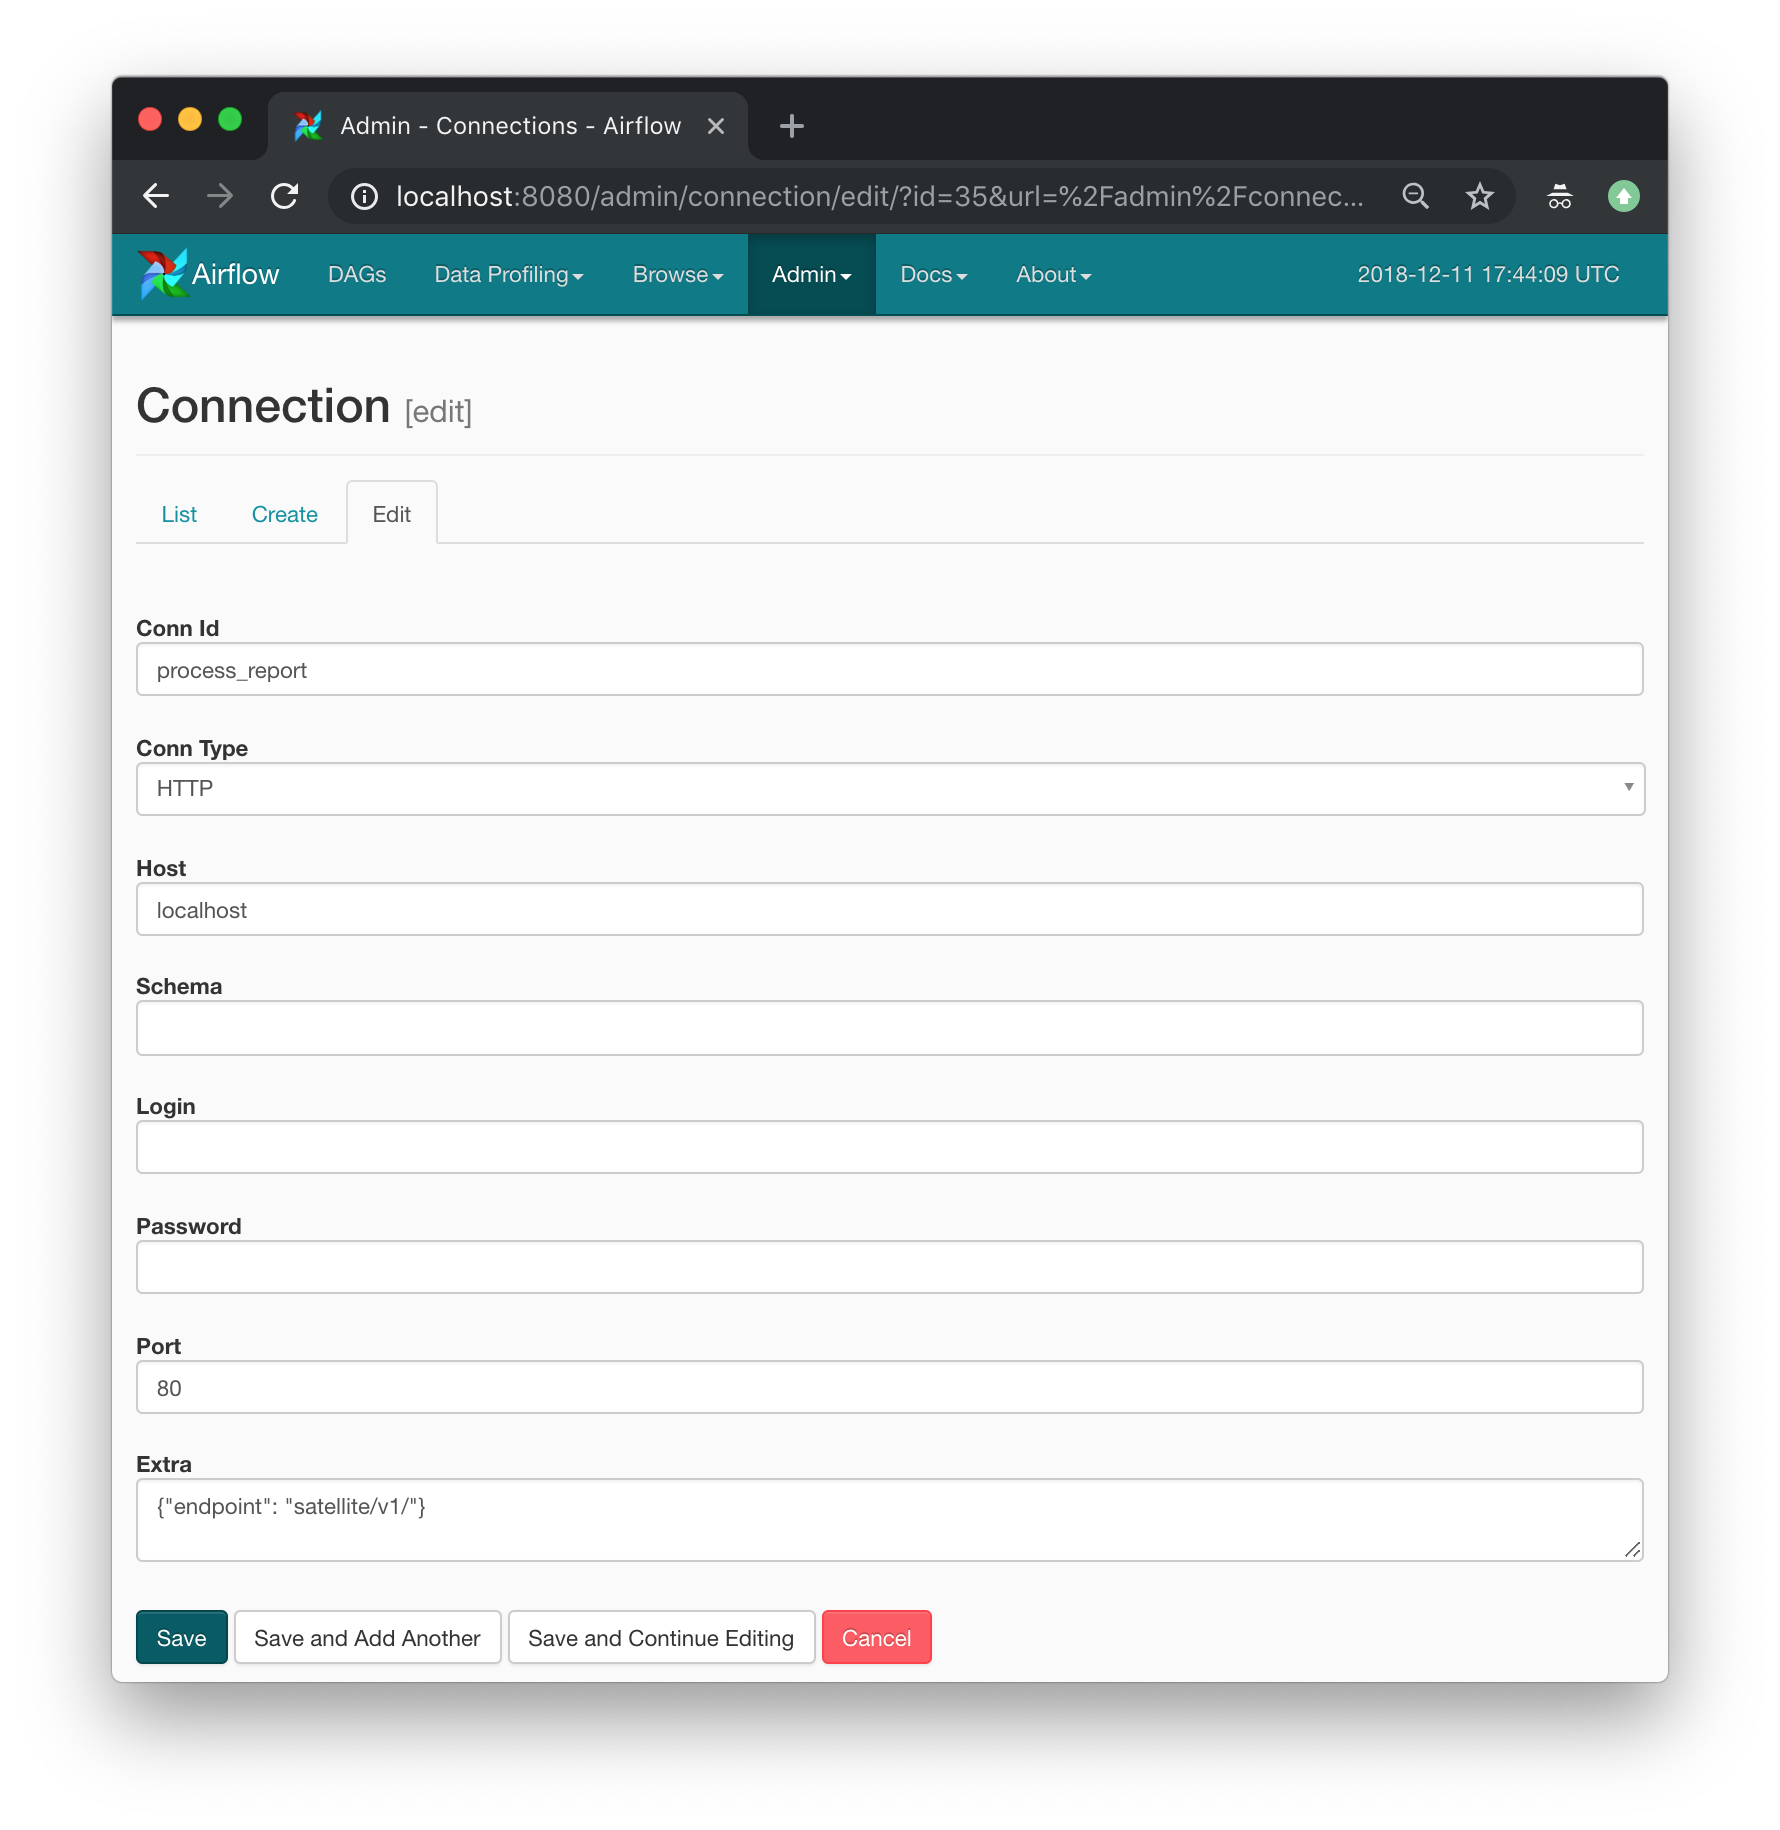 Admin - Connections - Airflow
localhost:8080/admin/connection/edit/?id=35&url=%2Fadmin%2Fconnec...
Airflow DAGs Data Profiling Browse Admin Docs About 2018-12-11 17:44:09 UTC
Connection [edit]
List Create Edit
Conn Id
process_report
Conn Type
HTTP
Host
localhost
Schema
Login
Password
Port
80
Extra
{"endpoint": "satellite/v1/"}
Save Save and Add Another Save and Continue Editing Cancel